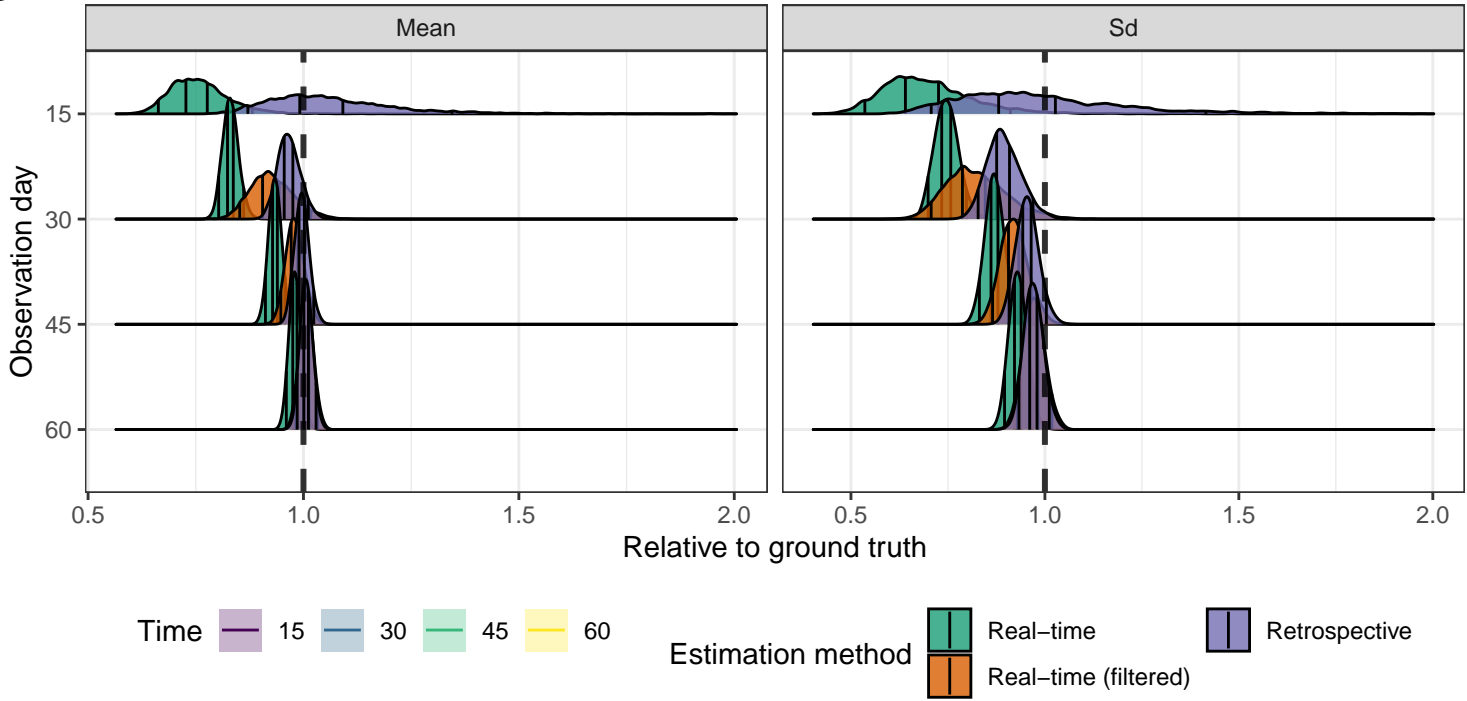 Mean Sd
Observation day
15
30
45
60
0.5 1.0 1.5 2.0 0.5 1.0 1.5 2.0
Relative to ground truth
Time 15 30 45 60
Estimation method Real−time Retrospective
Real−time (filtered)